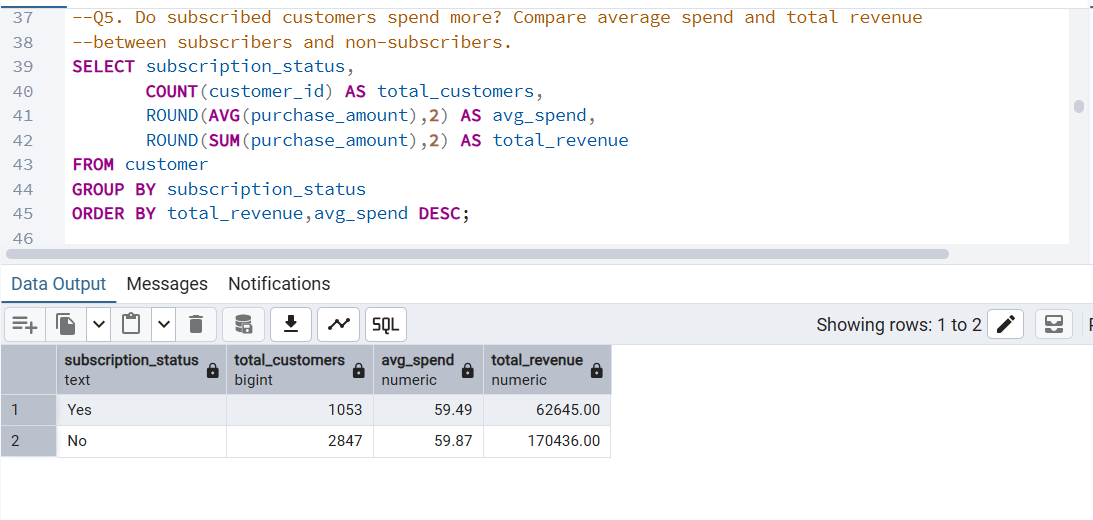 37 --Q5. Do subscribed customers spend more? Compare average spend and total revenue
38 --between subscribers and non-subscribers.
39 SELECT subscription_status,
40 COUNT(customer_id) AS total_customers,
41 ROUND(AVG(purchase_amount),2) AS avg_spend,
42 ROUND(SUM(purchase_amount),2) AS total_revenue
43 FROM customer
44 GROUP BY subscription_status
45 ORDER BY total_revenue,avg_spend DESC;
46
Data Output Messages Notifications
SQL Showing rows: 1 to 2
subscription_status total_customers avg_spend total_revenue
text bigint numeric numeric
1 Yes 1053 59.49 62645.00
2 No 2847 59.87 170436.00